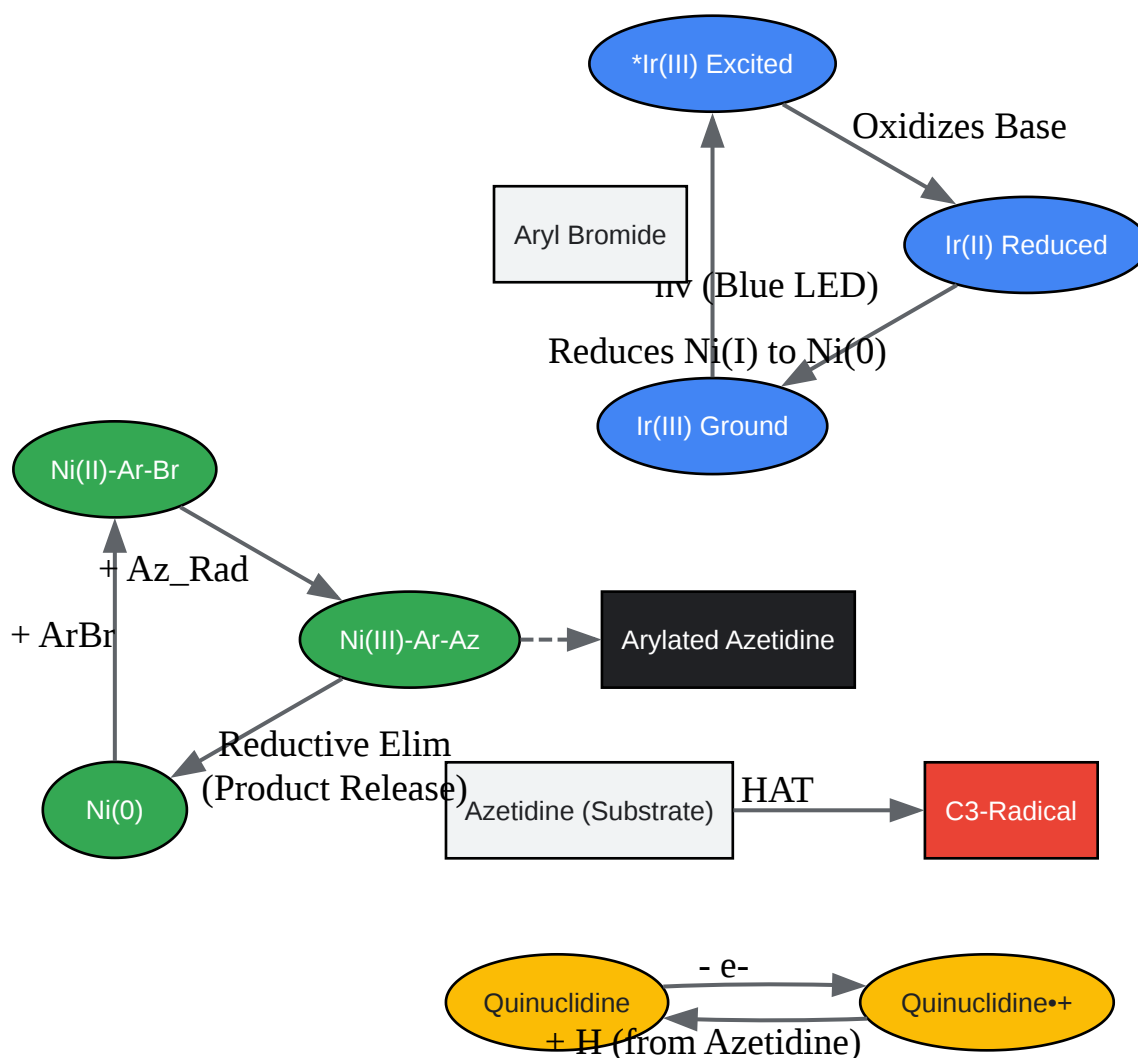 *Ir(III) Excited
Oxidizes Base
Aryl Bromide
Ir(II) Reduced
hν (Blue LED)
Reduces Ni(I) to Ni(0)
Ir(III) Ground
Ni(II)-Ar-Br
+ Az_Rad
+ ArBr
Ni(III)-Ar-Az
Arylated Azetidine
Reductive Elim
(Product Release)
Ni(0)
Azetidine (Substrate)
HAT
C3-Radical
- e-
Quinuclidine
Quinuclidine•+
+ H (from Azetidine)